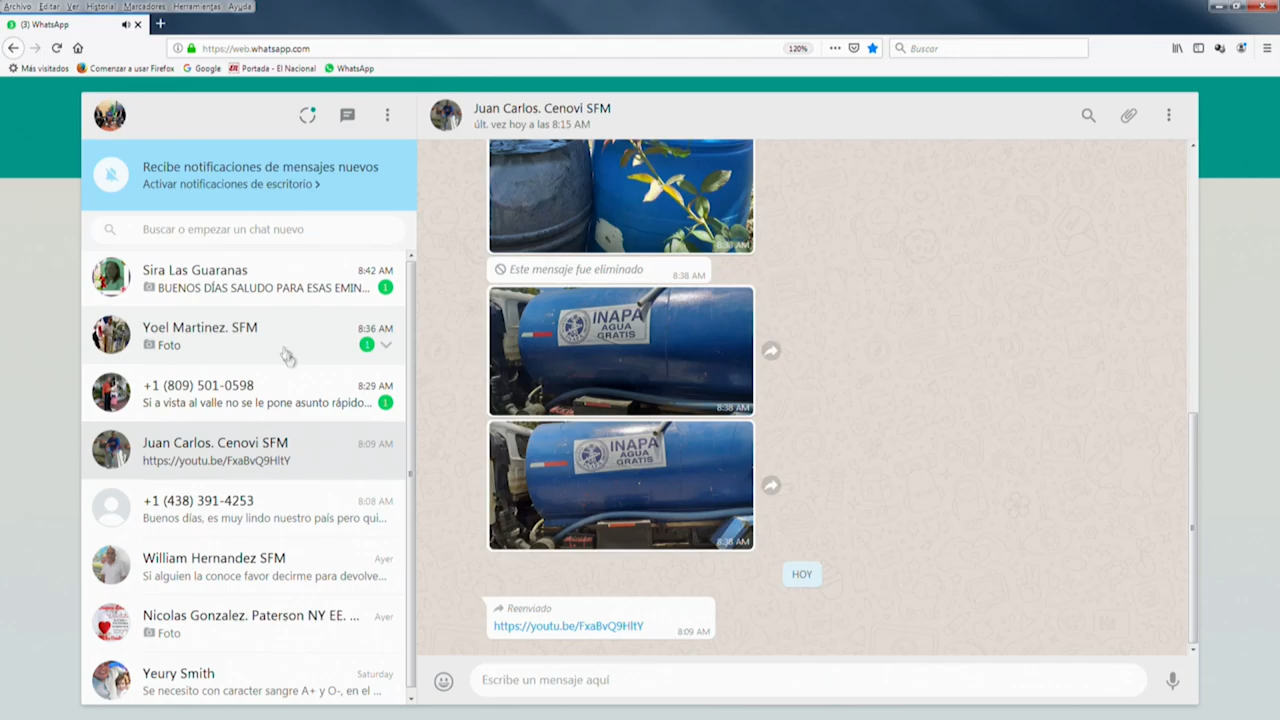 Archivo Editar Ver Historial Marcadores Herramientas Ayuda
(3) WhatsApp
https://web.whatsapp.com
120%
Buscar
Más visitados Comenzar a usar Firefox Google Portada - El Nacional WhatsApp
Juan Carlos. Cenovi SFM
últ. vez hoy a las 8:15 AM
Recibe notificaciones de mensajes nuevos
Activar notificaciones de escritorio
Buscar o empezar un chat nuevo
Sira Las Guaranas 8:42 AM
BUENOS DÍAS SALUDO PARA ESAS EMIN... 1
Yoel Martinez. SFM 8:36 AM
Foto 1
+1 (809) 501-0598 8:29 AM
Si a vista al valle no se le pone asunto rápido... 1
Juan Carlos. Cenovi SFM 8:09 AM
https://youtu.be/FxaBvQ9HltY
+1 (438) 391-4253 8:08 AM
Buenos días, es muy lindo nuestro país pero qui...
William Hernandez SFM Ayer
Si alguien la conoce favor decirme para devolve...
Nicolas Gonzalez. Paterson NY EE. ... Ayer
Foto
Yeury Smith Saturday
Se necesito con caracter sangre A+ y O-, en el ...
8:38 AM
Este mensaje fue eliminado 8:38 AM
INAPA
AGUA
GRATIS
8:38 AM
INAPA
AGUA
GRATIS
8:38 AM
HOY
Reenviado
https://youtu.be/FxaBvQ9HltY 8:09 AM
Escribe un mensaje aquí